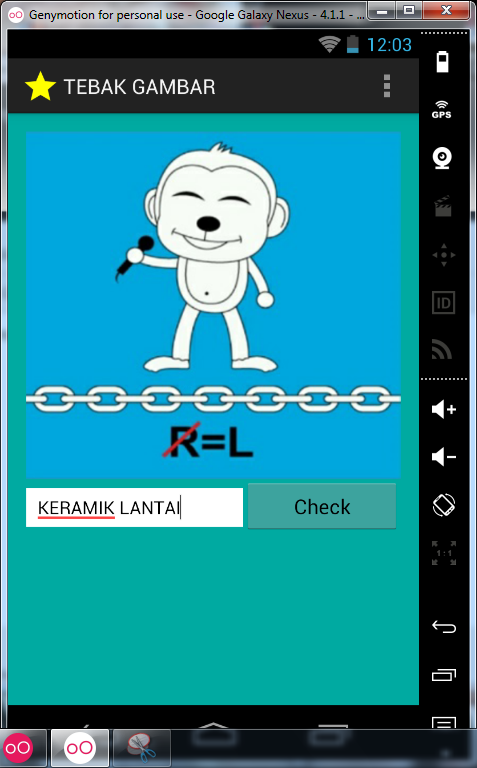 Genymotion for personal use - Google Galaxy Nexus - 4.1.1 - ...
12:03
TEBAK GAMBAR
GPS
ID
R=L
1:1
KERAMIK LANTAI
Check